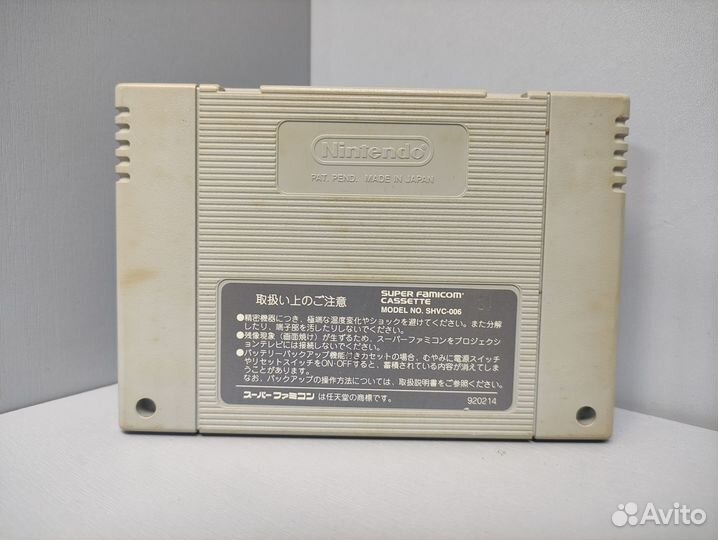 Nintendo
PAT. PEND. MADE IN JAPAN
取扱い上のご注意
SUPER FAMICOM
CASSETTE
MODEL NO. SHVC-006
●精密機器につき、極端な温度変化やショックを避けてください。また分解
したり、端子部を汚したりしないでください。
●残像現象(画面焼け)が生ずるため、スーパーファミコンをプロジェクシ
ョンテレビには接続しないでください。
●バッテリーバックアップ機能付きカセットの場合、むやみに電源スイッチ
やリセットスイッチをON・OFFすると、蓄積されている内容が消えてしま
うことがあります。
なお、バックアップの操作方法については、取扱説明書をご参照ください。
スーパーファミコン は任天堂の商標です。
920214
Avito